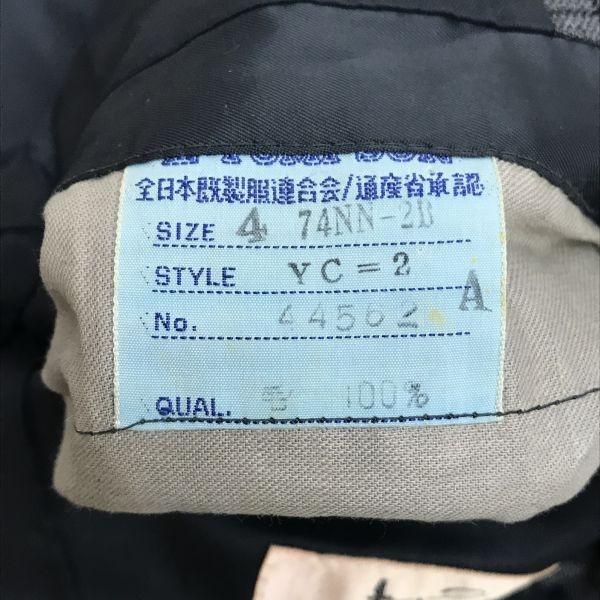 全日本既製服連合会/通産省承認
SIZE 4 74NN-2B
STYLE YC=2
A
No. 44562
QUAL. 毛 100%